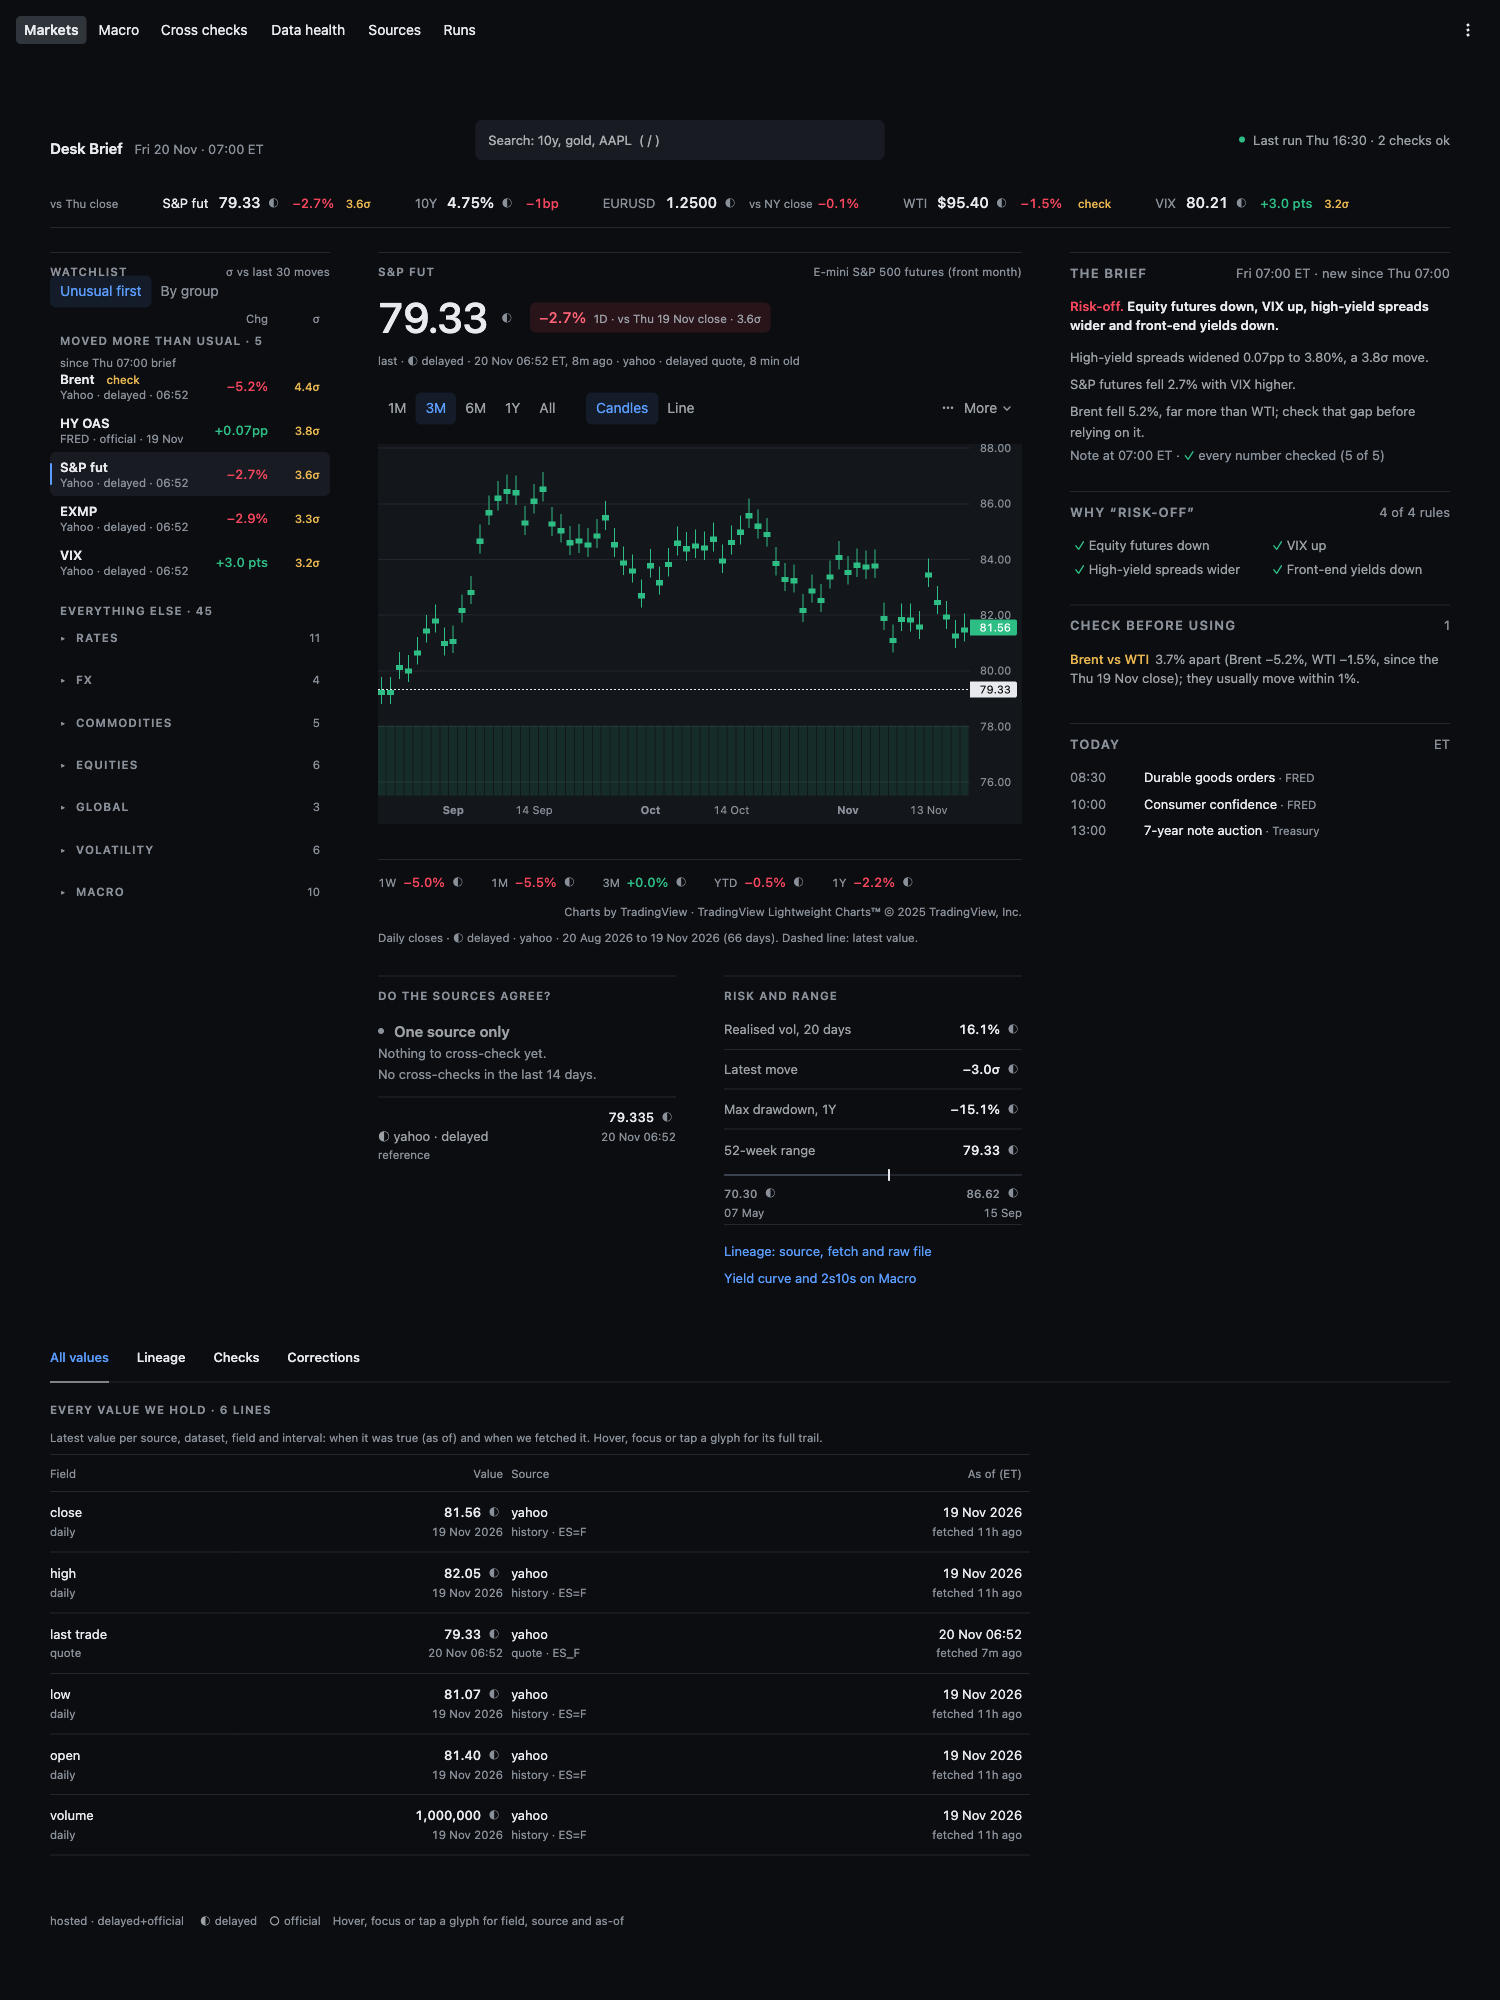 Markets Macro Cross checks Data health Sources Runs
Desk Brief Fri 20 Nov · 07:00 ET
Search: 10y, gold, AAPL ( / )
Last run Thu 16:30 · 2 checks ok
vs Thu close S&P fut 79.33 −2.7% 3.6σ 10Y 4.75% −1bp EURUSD 1.2500 vs NY close −0.1% WTI $95.40 −1.5% check VIX 80.21 +3.0 pts 3.2σ
WATCHLIST σ vs last 30 moves
Unusual first By group
Chg σ
MOVED MORE THAN USUAL · 5
since Thu 07:00 brief
Brent check −5.2% 4.4σ
Yahoo · delayed · 06:52
HY OAS +0.07pp 3.8σ
FRED · official · 19 Nov
S&P fut −2.7% 3.6σ
Yahoo · delayed · 06:52
EXMP −2.9% 3.3σ
Yahoo · delayed · 06:52
VIX +3.0 pts 3.2σ
Yahoo · delayed · 06:52
EVERYTHING ELSE · 45
RATES 11
FX 4
COMMODITIES 5
EQUITIES 6
GLOBAL 3
VOLATILITY 6
MACRO 10
S&P FUT E-mini S&P 500 futures (front month)
79.33 −2.7% 1D · vs Thu 19 Nov close · 3.6σ
last · delayed · 20 Nov 06:52 ET, 8m ago · yahoo · delayed quote, 8 min old
1M 3M 6M 1Y All Candles Line ··· More
88.00
86.00
84.00
82.00
81.56
80.00
79.33
78.00
76.00
Sep 14 Sep Oct 14 Oct Nov 13 Nov
1W −5.0% 1M −5.5% 3M +0.0% YTD −0.5% 1Y −2.2%
Charts by TradingView · TradingView Lightweight Charts™ © 2025 TradingView, Inc.
Daily closes · delayed · yahoo · 20 Aug 2026 to 19 Nov 2026 (66 days). Dashed line: latest value.
DO THE SOURCES AGREE?
One source only
Nothing to cross-check yet.
No cross-checks in the last 14 days.
79.335
yahoo · delayed 20 Nov 06:52
reference
RISK AND RANGE
Realised vol, 20 days 16.1%
Latest move −3.0σ
Max drawdown, 1Y −15.1%
52-week range 79.33
70.30 86.62
07 May 15 Sep
Lineage: source, fetch and raw file
Yield curve and 2s10s on Macro
THE BRIEF Fri 07:00 ET · new since Thu 07:00
Risk-off. Equity futures down, VIX up, high-yield spreads
wider and front-end yields down.
High-yield spreads widened 0.07pp to 3.80%, a 3.8σ move.
S&P futures fell 2.7% with VIX higher.
Brent fell 5.2%, far more than WTI; check that gap before
relying on it.
Note at 07:00 ET · ✓ every number checked (5 of 5)
WHY “RISK-OFF” 4 of 4 rules
✓ Equity futures down ✓ VIX up
✓ High-yield spreads wider ✓ Front-end yields down
CHECK BEFORE USING 1
Brent vs WTI 3.7% apart (Brent −5.2%, WTI −1.5%, since the
Thu 19 Nov close); they usually move within 1%.
TODAY ET
08:30 Durable goods orders · FRED
10:00 Consumer confidence · FRED
13:00 7-year note auction · Treasury
All values Lineage Checks Corrections
EVERY VALUE WE HOLD · 6 LINES
Latest value per source, dataset, field and interval: when it was true (as of) and when we fetched it. Hover, focus or tap a glyph for its full trail.
Field Value Source As of (ET)
close 81.56 yahoo 19 Nov 2026
daily 19 Nov 2026 history · ES=F fetched 11h ago
high 82.05 yahoo 19 Nov 2026
daily 19 Nov 2026 history · ES=F fetched 11h ago
last trade 79.33 yahoo 20 Nov 06:52
quote 20 Nov 06:52 quote · ES_F fetched 7m ago
low 81.07 yahoo 19 Nov 2026
daily 19 Nov 2026 history · ES=F fetched 11h ago
open 81.40 yahoo 19 Nov 2026
daily 19 Nov 2026 history · ES=F fetched 11h ago
volume 1,000,000 yahoo 19 Nov 2026
daily 19 Nov 2026 history · ES=F fetched 11h ago
hosted · delayed+official delayed official Hover, focus or tap a glyph for field, source and as-of